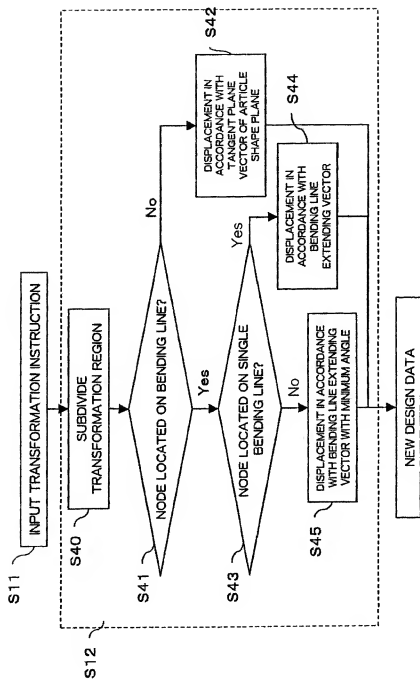 S11
INPUT TRANSFORMATION INSTRUCTION
S12
S40
SUBDIVIDE
TRANSFORMATION REGION
S41
NODE LOCATED ON BENDING LINE?
No
S42
DISPLACEMENT IN
ACCORDANCE WITH
TANGENT PLANE
VECTOR OF ARTICLE
SHAPE PLANE
Yes
S43
NODE LOCATED ON SINGLE
BENDING LINE?
Yes
S44
DISPLACEMENT IN
ACCORDANCE WITH
BENDING LINE
EXTENDING VECTOR
No
S45
DISPLACEMENT IN ACCORDANCE
WITH BENDING LINE EXTENDING
VECTOR WITH MINIMUM ANGLE
NEW DESIGN DATA